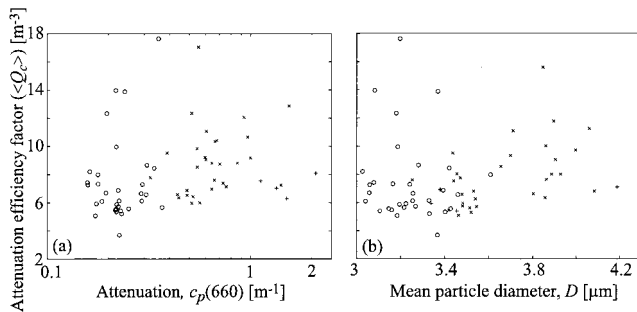 Attenuation efficiency factor (<Q_c>) [m⁻³]
18
14
10
6
2
(a)
0.1
1
2
Attenuation, c_p(660) [m⁻¹]
(b)
3
3.4
3.8
4.2
Mean particle diameter, D [μm]